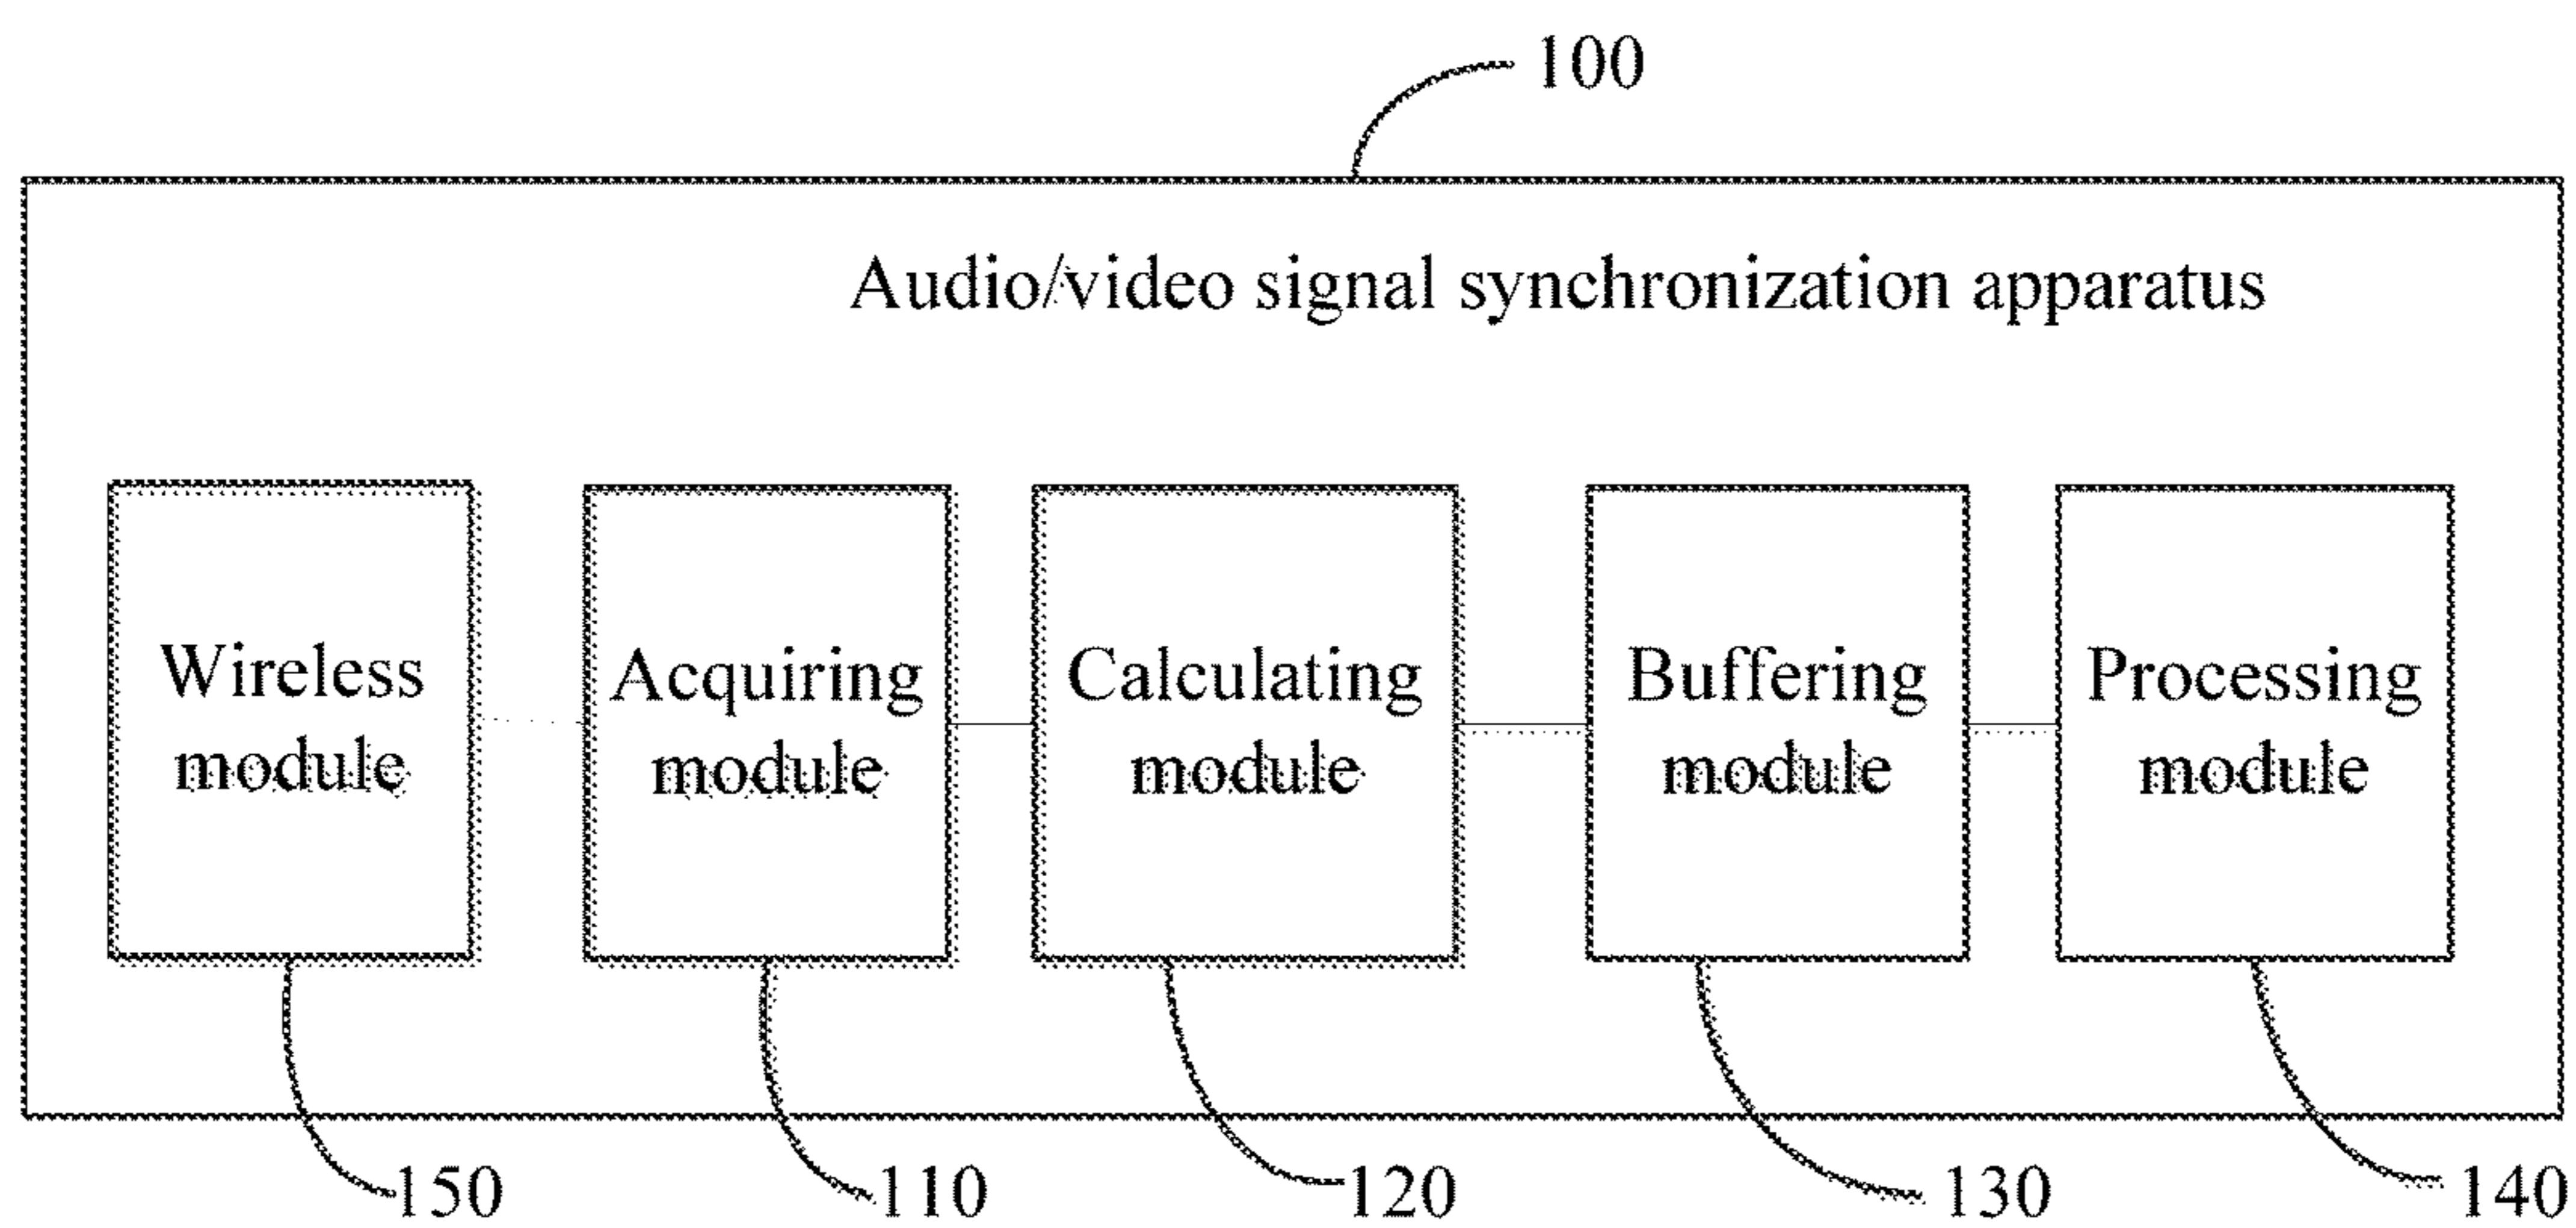 100
Audio/video signal synchronization apparatus
Wireless
module
Acquiring
module
Calculating
module
Buffering
module
Processing
module
150
110
120
130
140